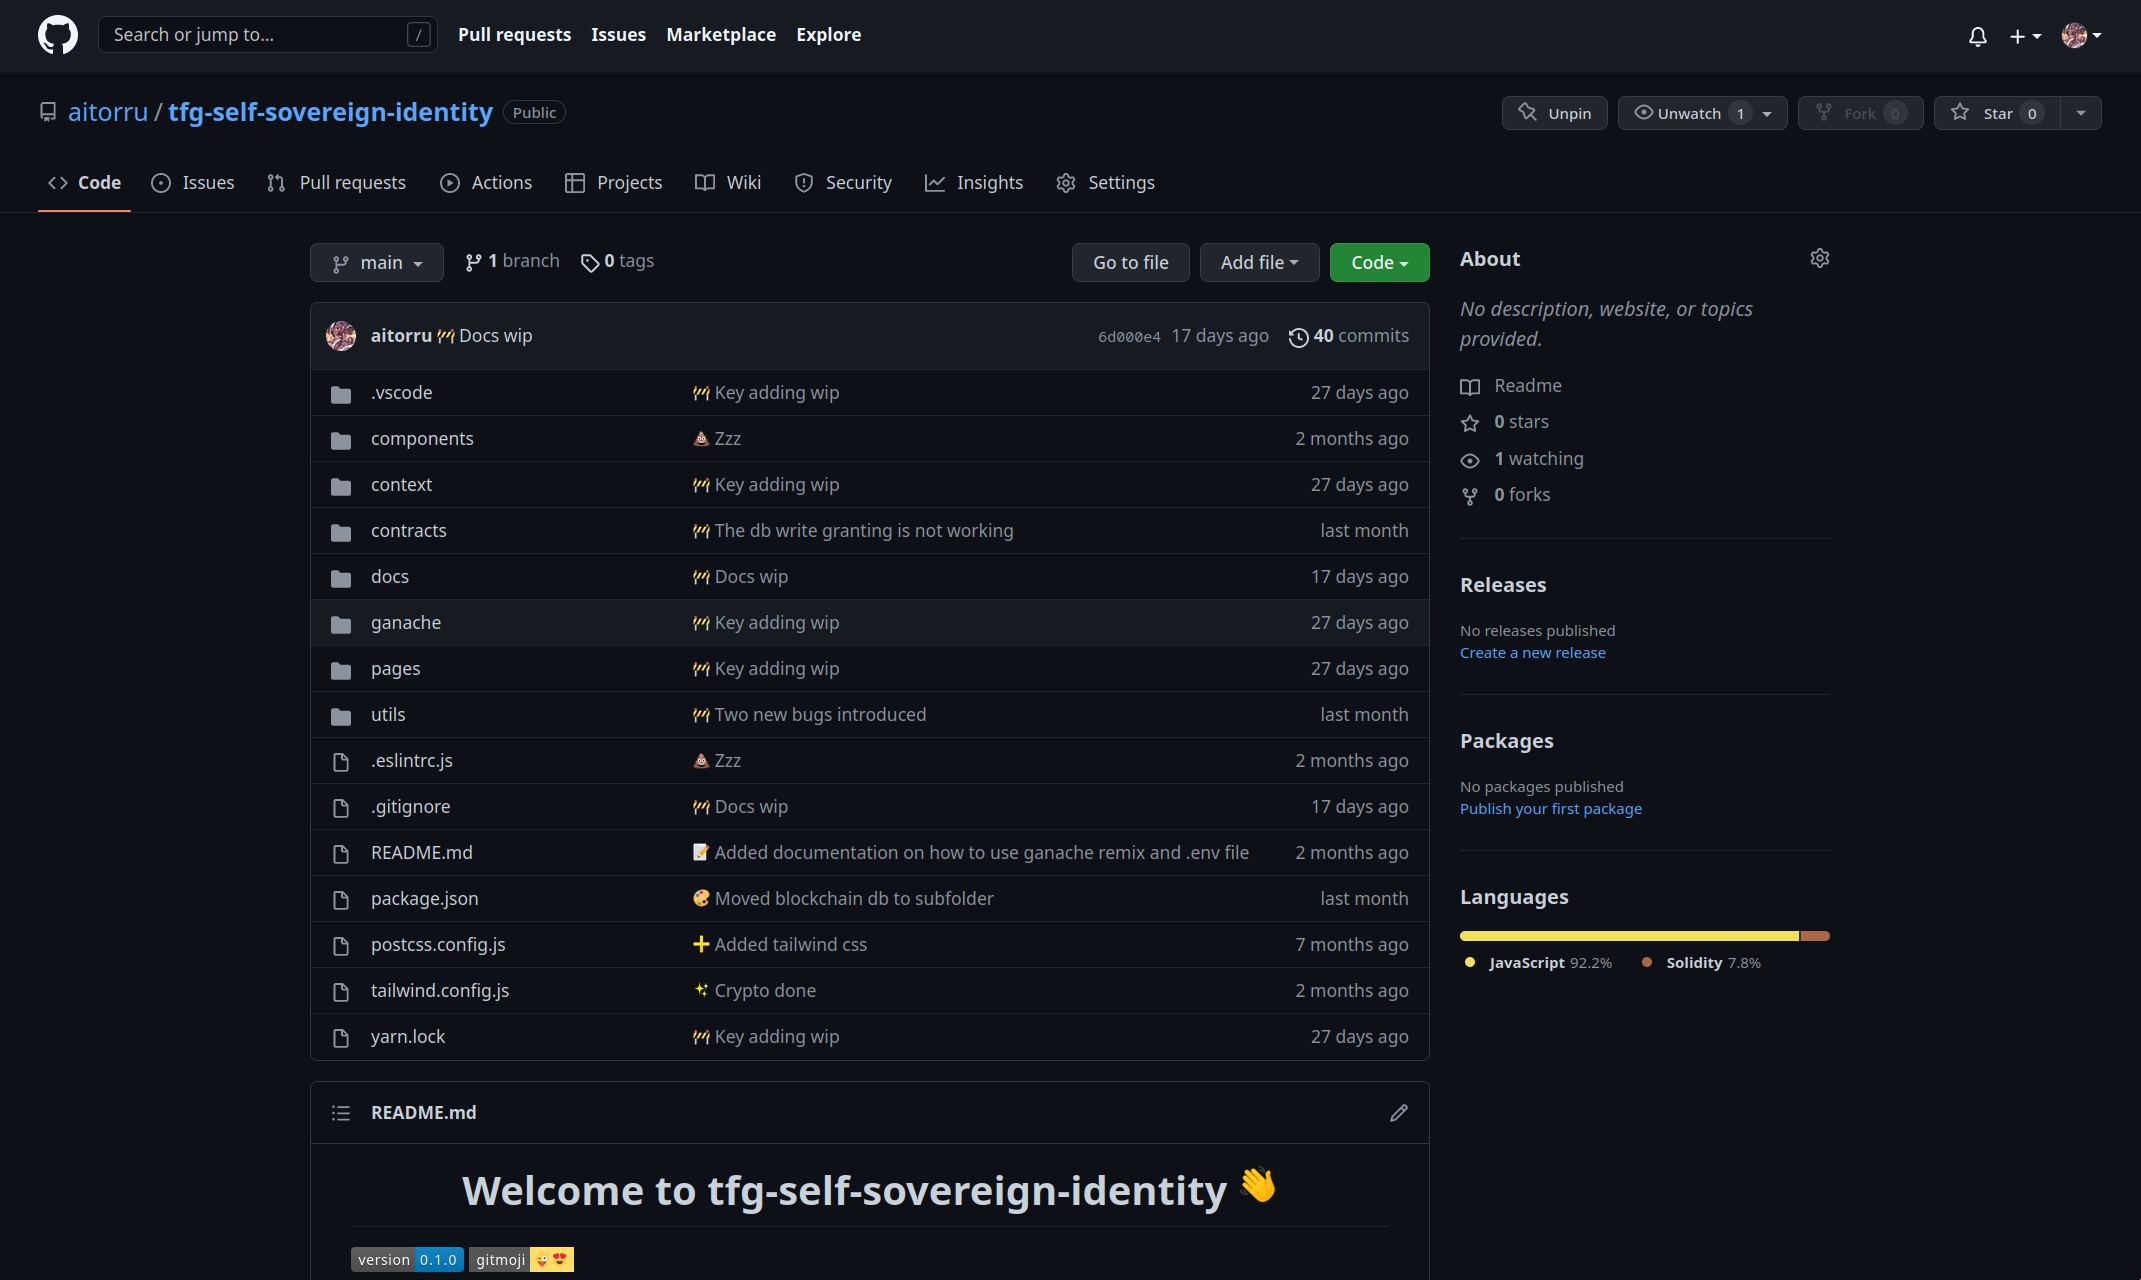 Search or jump to... / Pull requests Issues Marketplace Explore
aitorru / tfg-self-sovereign-identity Public Unpin Unwatch 1 Fork 0 Star 0
Code Issues Pull requests Actions Projects Wiki Security Insights Settings
main 1 branch 0 tags Go to file Add file Code
aitorru 🚧 Docs wip 6d000e4 17 days ago 40 commits
.vscode 🚧 Key adding wip 27 days ago
components 💩 Zzz 2 months ago
context 🚧 Key adding wip 27 days ago
contracts 🚧 The db write granting is not working last month
docs 🚧 Docs wip 17 days ago
ganache 🚧 Key adding wip 27 days ago
pages 🚧 Key adding wip 27 days ago
utils 🚧 Two new bugs introduced last month
.eslintrc.js 💩 Zzz 2 months ago
.gitignore 🚧 Docs wip 17 days ago
README.md 📝 Added documentation on how to use ganache remix and .env file 2 months ago
package.json 🎨 Moved blockchain db to subfolder last month
postcss.config.js ➕ Added tailwind css 7 months ago
tailwind.config.js ✨ Crypto done 2 months ago
yarn.lock 🚧 Key adding wip 27 days ago
README.md
Welcome to tfg-self-sovereign-identity 👋
version 0.1.0 gitmoji 😜😍
About
No description, website, or topics
provided.
Readme
0 stars
1 watching
0 forks
Releases
No releases published
Create a new release
Packages
No packages published
Publish your first package
Languages
JavaScript 92.2% Solidity 7.8%